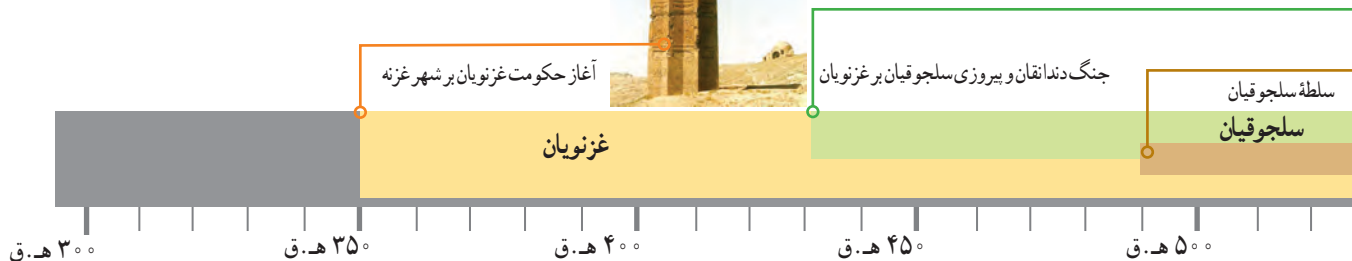 آغاز حکومت غزنویان بر شهر غزنه
جنگ دندانقان و پیروزی سلجوقیان بر غزنویان
سلطهٔ سلجوقیان
غزنویان
سلجوقیان
۳۰۰ هـ.ق
۳۵۰ هـ.ق
۴۰۰ هـ.ق
۴۵۰ هـ.ق
۵۰۰ هـ.ق